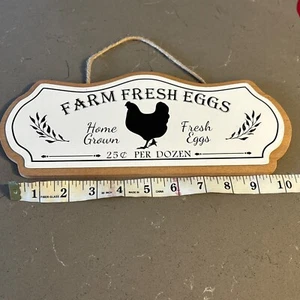 FARM FRESH EGGS
Home Grown
Fresh Eggs
25¢ PER DOZEN
1 2 3 4 5 6 7 8 9 10